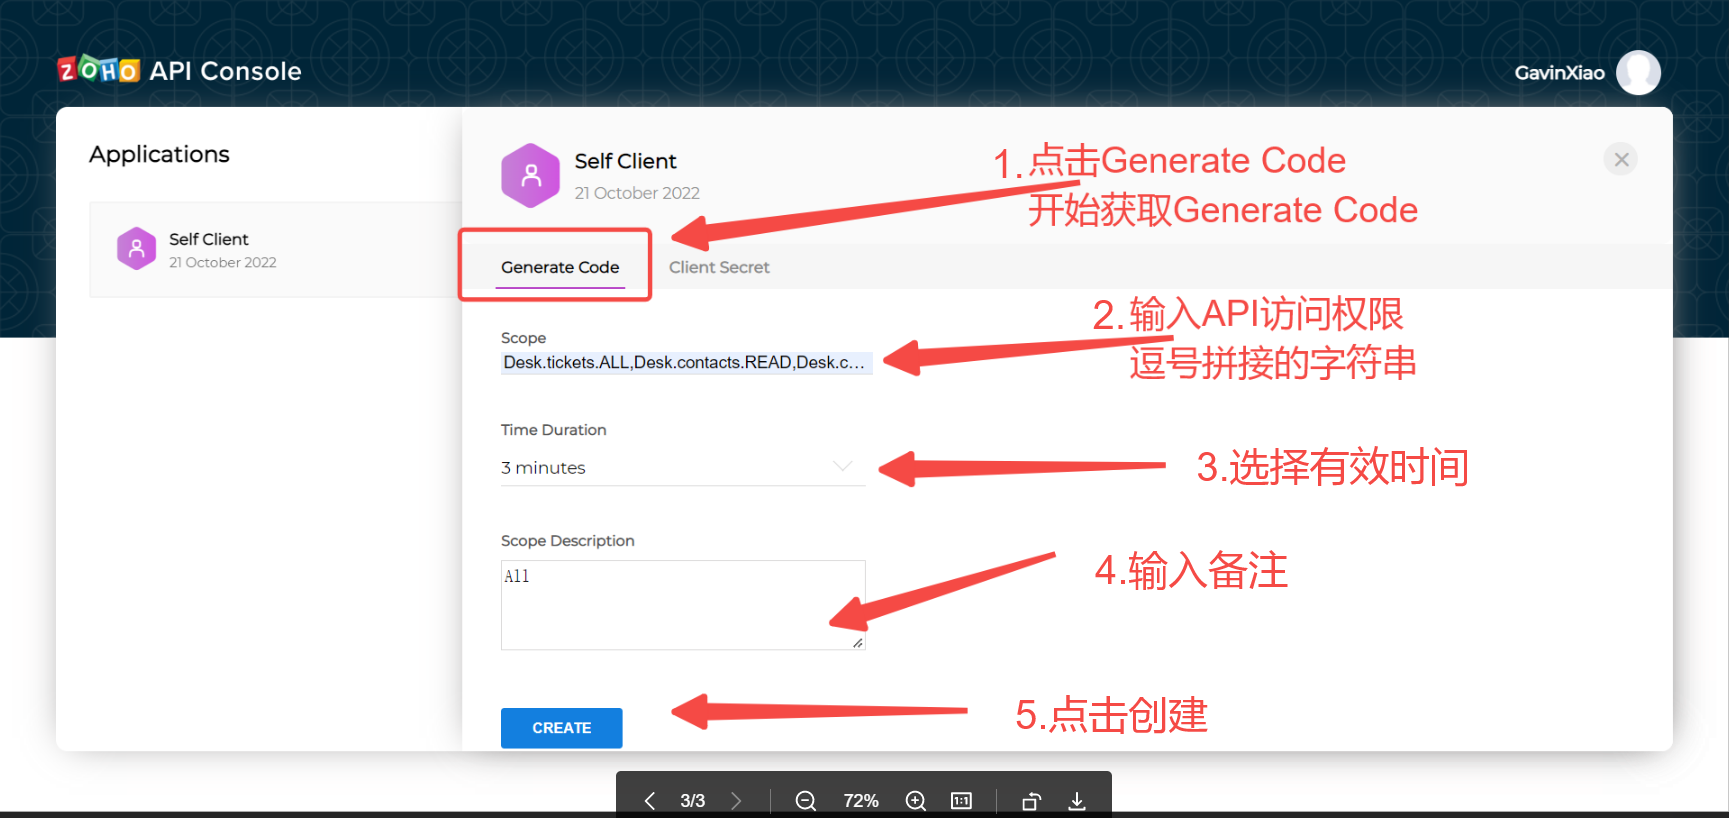 ZOHO API Console
GavinXiao
Applications
Self Client
21 October 2022
Self Client
21 October 2022
1.点击Generate Code
开始获取Generate Code
Generate Code
Client Secret
Scope
Desk.tickets.ALL,Desk.contacts.READ,Desk.c...
2.输入API访问权限
逗号拼接的字符串
Time Duration
3 minutes
3.选择有效时间
Scope Description
All
4.输入备注
CREATE
5.点击创建
3/3
72%
1:1